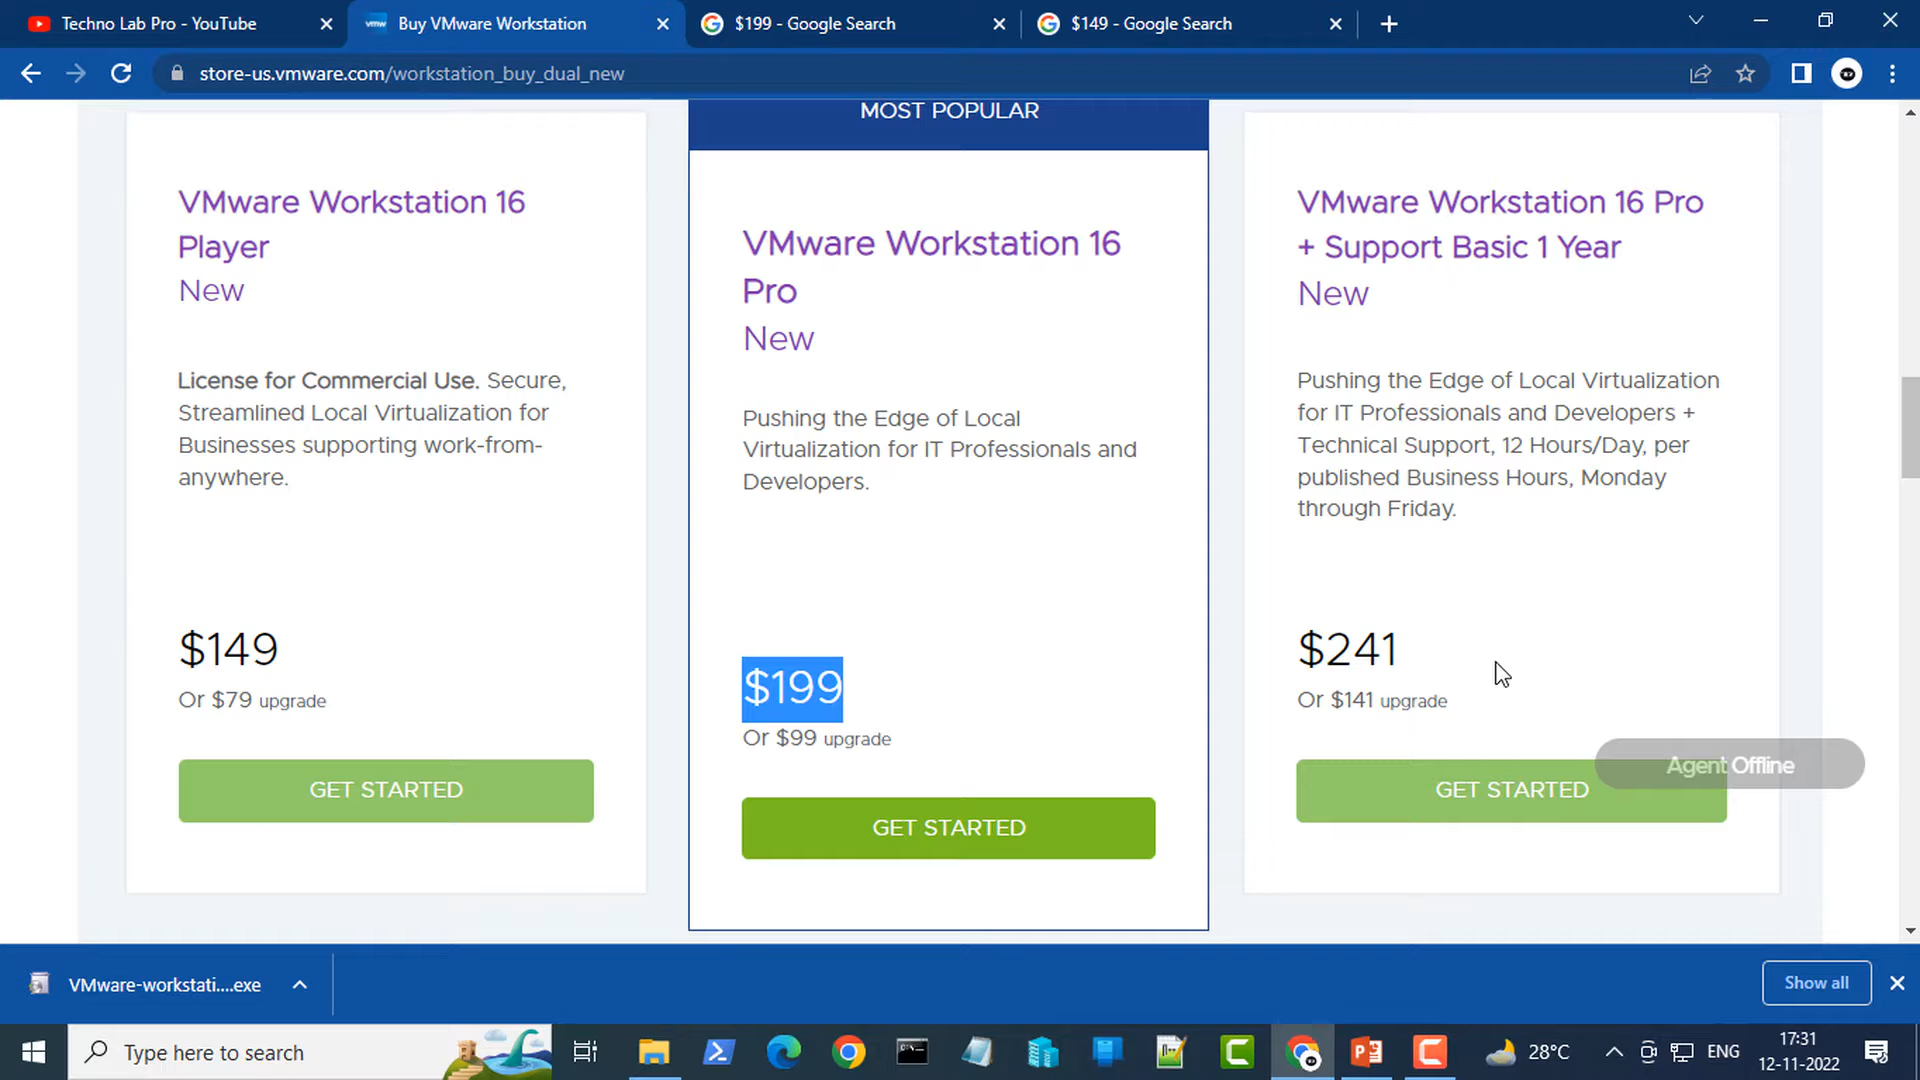 Techno Lab Pro - YouTube
vmw
Buy VMware Workstation
$199 - Google Search
$149 - Google Search
store-us.vmware.com/workstation_buy_dual_new
MOST POPULAR
VMware Workstation 16
Player
New
License for Commercial Use. Secure,
Streamlined Local Virtualization for
Businesses supporting work-from-
anywhere.
$149
Or $79 upgrade
GET STARTED
VMware Workstation 16
Pro
New
Pushing the Edge of Local
Virtualization for IT Professionals and
Developers.
$199
Or $99 upgrade
GET STARTED
VMware Workstation 16 Pro
+ Support Basic 1 Year
New
Pushing the Edge of Local Virtualization
for IT Professionals and Developers +
Technical Support, 12 Hours/Day, per
published Business Hours, Monday
through Friday.
$241
Or $141 upgrade
GET STARTED
Agent Offline
VMware-workstati....exe
Show all
Type here to search
28°C
ENG
17:31
12-11-2022